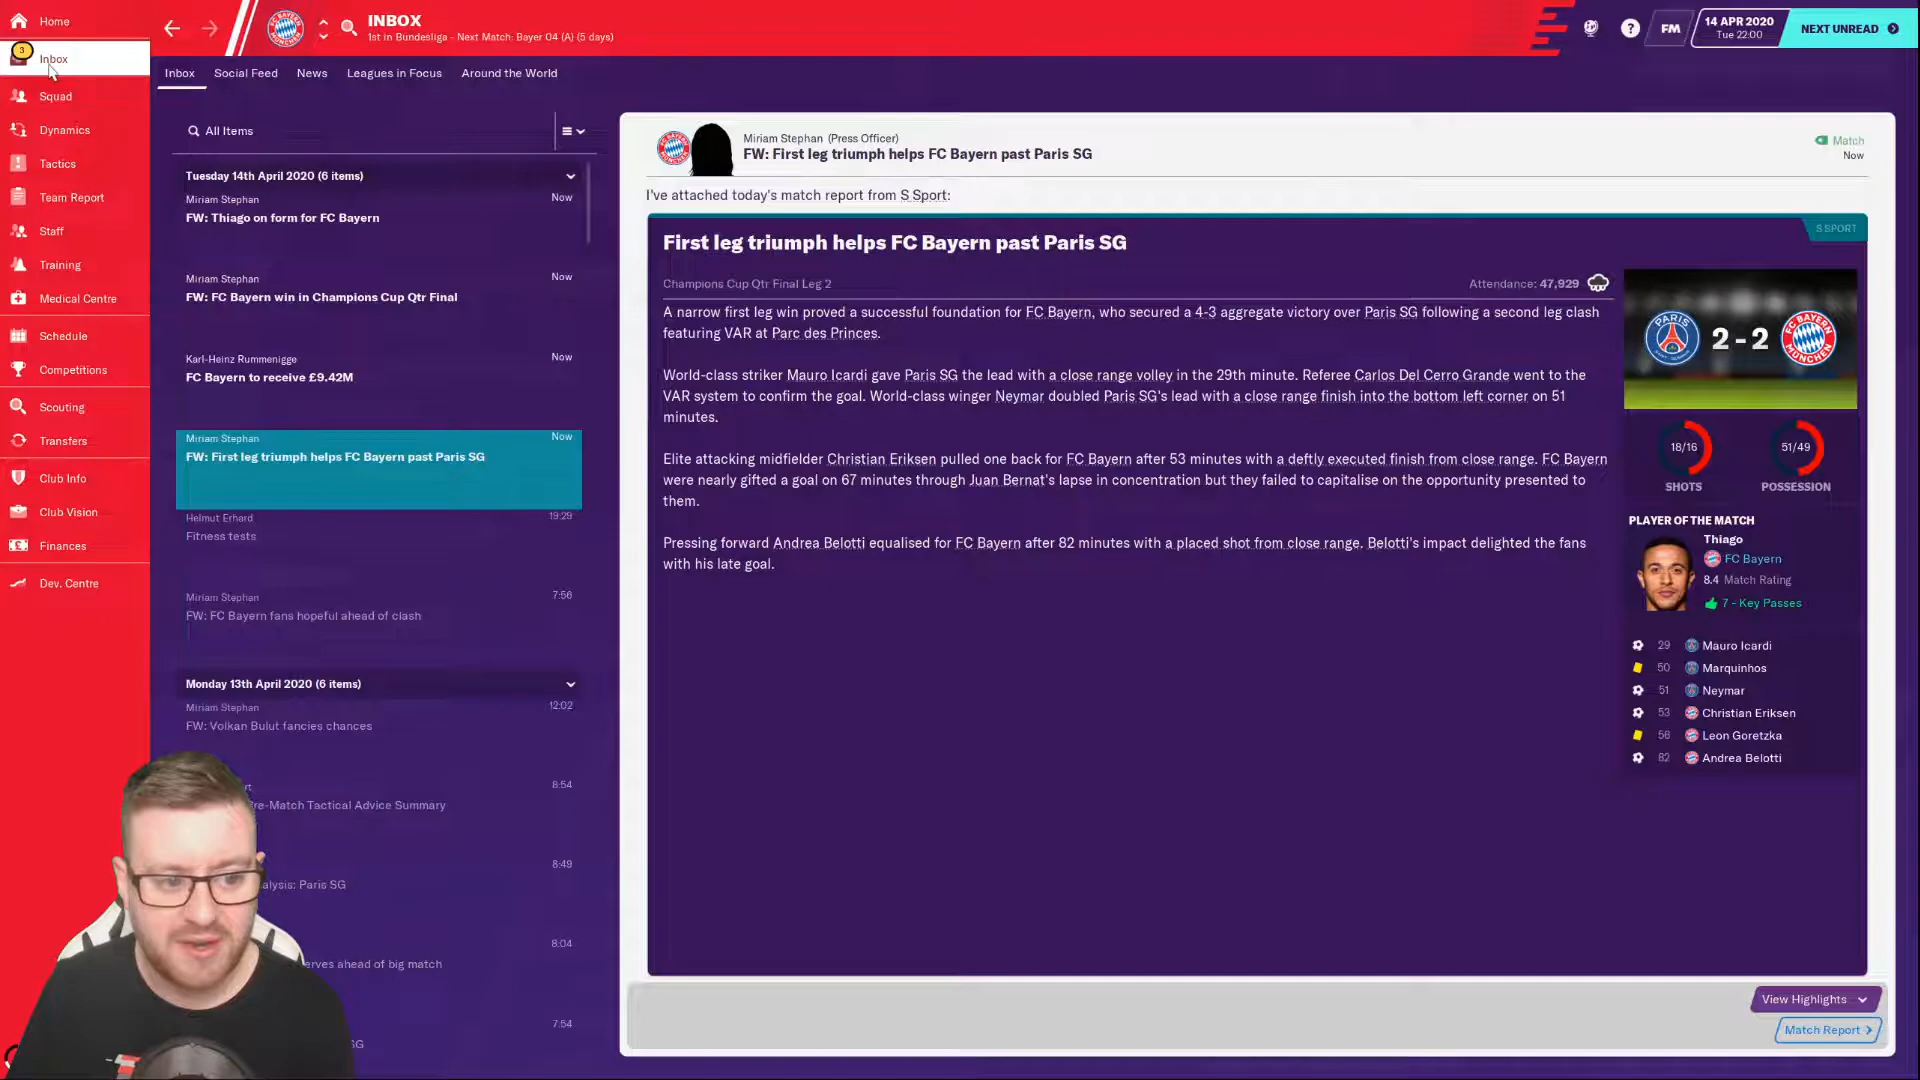 Home
3
Inbox
Squad
Dynamics
Tactics
Team Report
Staff
Training
Medical Centre
Schedule
Competitions
Scouting
Transfers
Club Info
Club Vision
Finances
Dev. Centre
INBOX
1st in Bundesliga - Next Match: Bayer 04 (A) (5 days)
?
FM
14 APR 2020
Tue 22:00
NEXT UNREAD
Inbox Social Feed News Leagues in Focus Around the World
All Items
Tuesday 14th April 2020 (6 items)
Miriam Stephan Now
FW: Thiago on form for FC Bayern
Miriam Stephan Now
FW: FC Bayern win in Champions Cup Qtr Final
Karl-Heinz Rummenigge Now
FC Bayern to receive £9.42M
Miriam Stephan Now
FW: First leg triumph helps FC Bayern past Paris SG
Helmut Erhard 19:29
Fitness tests
Miriam Stephan 7:56
FW: FC Bayern fans hopeful ahead of clash
Monday 13th April 2020 (6 items)
Miriam Stephan 12:02
FW: Volkan Bulut fancies chances
rt 8:54
Pre-Match Tactical Advice Summary
8:49
alysis: Paris SG
8:04
erves ahead of big match
7:54
SG
Miriam Stephan (Press Officer)
FW: First leg triumph helps FC Bayern past Paris SG
Match
Now
I've attached today's match report from S Sport:
S SPORT
First leg triumph helps FC Bayern past Paris SG
Champions Cup Qtr Final Leg 2 Attendance: 47,929
A narrow first leg win proved a successful foundation for FC Bayern, who secured a 4-3 aggregate victory over Paris SG following a second leg clash
featuring VAR at Parc des Princes.
World-class striker Mauro Icardi gave Paris SG the lead with a close range volley in the 29th minute. Referee Carlos Del Cerro Grande went to the
VAR system to confirm the goal. World-class winger Neymar doubled Paris SG's lead with a close range finish into the bottom left corner on 51
minutes.
Elite attacking midfielder Christian Eriksen pulled one back for FC Bayern after 53 minutes with a deftly executed finish from close range. FC Bayern
were nearly gifted a goal on 67 minutes through Juan Bernat's lapse in concentration but they failed to capitalise on the opportunity presented to
them.
Pressing forward Andrea Belotti equalised for FC Bayern after 82 minutes with a placed shot from close range. Belotti's impact delighted the fans
with his late goal.
PARIS
2 - 2
FC BAYERN
MÜNCHEN
18/16 51/49
SHOTS POSSESSION
PLAYER OF THE MATCH
Thiago
FC Bayern
8.4 Match Rating
7 - Key Passes
29 Mauro Icardi
50 Marquinhos
51 Neymar
53 Christian Eriksen
56 Leon Goretzka
82 Andrea Belotti
View Highlights
Match Report